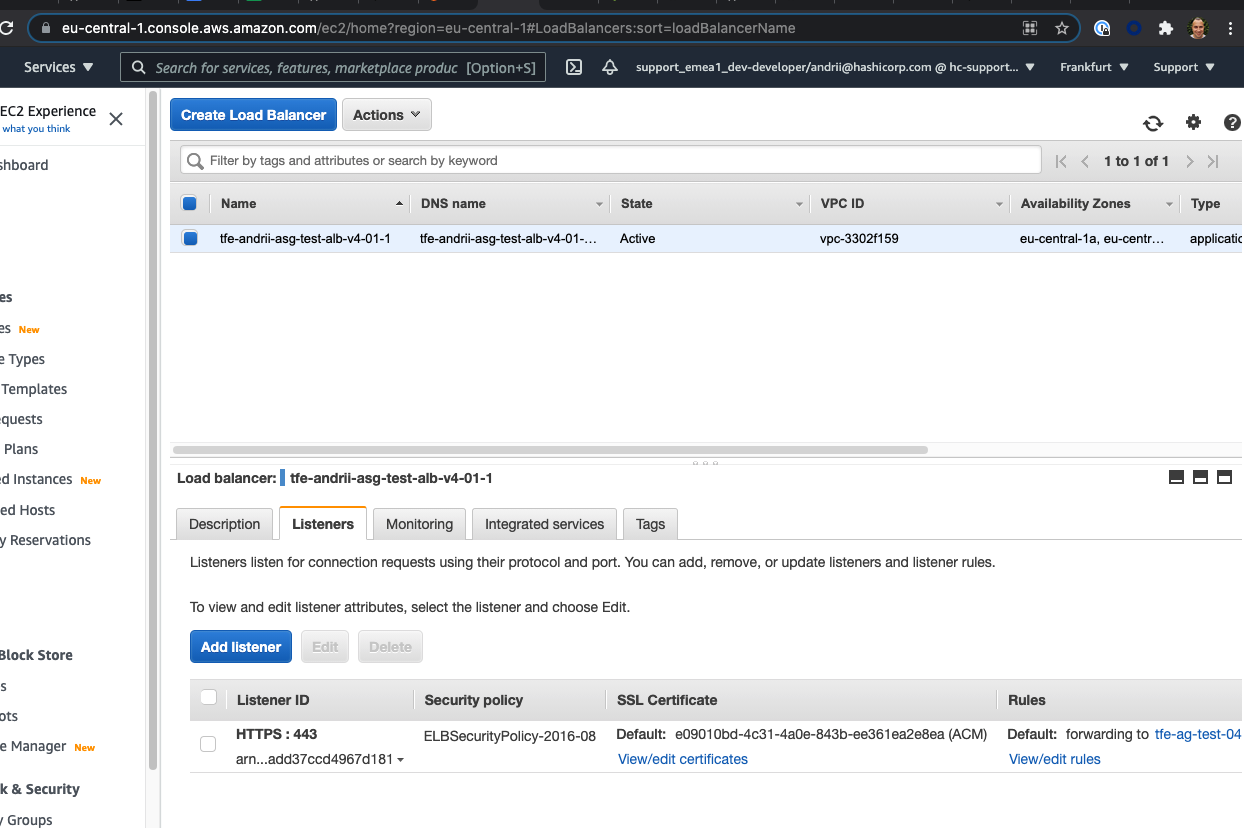 eu-central-1.console.aws.amazon.com/ec2/home?region=eu-central-1#LoadBalancers:sort=loadBalancerName
Services ▼ Search for services, features, marketplace produc [Option+S] support_emea1_dev-developer/andrii@hashicorp.com @ hc-support... ▼ Frankfurt ▼ Support ▼
EC2 Experience
what you think
shboard
es
es New
e Types
Templates
equests
Plans
ed Instances New
ed Hosts
y Reservations
Block Store
s
ots
e Manager New
k & Security
y Groups
Create Load Balancer Actions
Filter by tags and attributes or search by keyword 1 to 1 of 1
Name DNS name State VPC ID Availability Zones Type
tfe-andrii-asg-test-alb-v4-01-1 tfe-andrii-asg-test-alb-v4-01-... Active vpc-3302f159 eu-central-1a, eu-centr... applicatic
Load balancer: tfe-andrii-asg-test-alb-v4-01-1
Description Listeners Monitoring Integrated services Tags
Listeners listen for connection requests using their protocol and port. You can add, remove, or update listeners and listener rules.
To view and edit listener attributes, select the listener and choose Edit.
Add listener Edit Delete
Listener ID Security policy SSL Certificate Rules
HTTPS : 443 ELBSecurityPolicy-2016-08 Default: e09010bd-4c31-4a0e-843b-ee361ea2e8ea (ACM) Default: forwarding to tfe-ag-test-04
arn...add37ccd4967d181 View/edit certificates View/edit rules